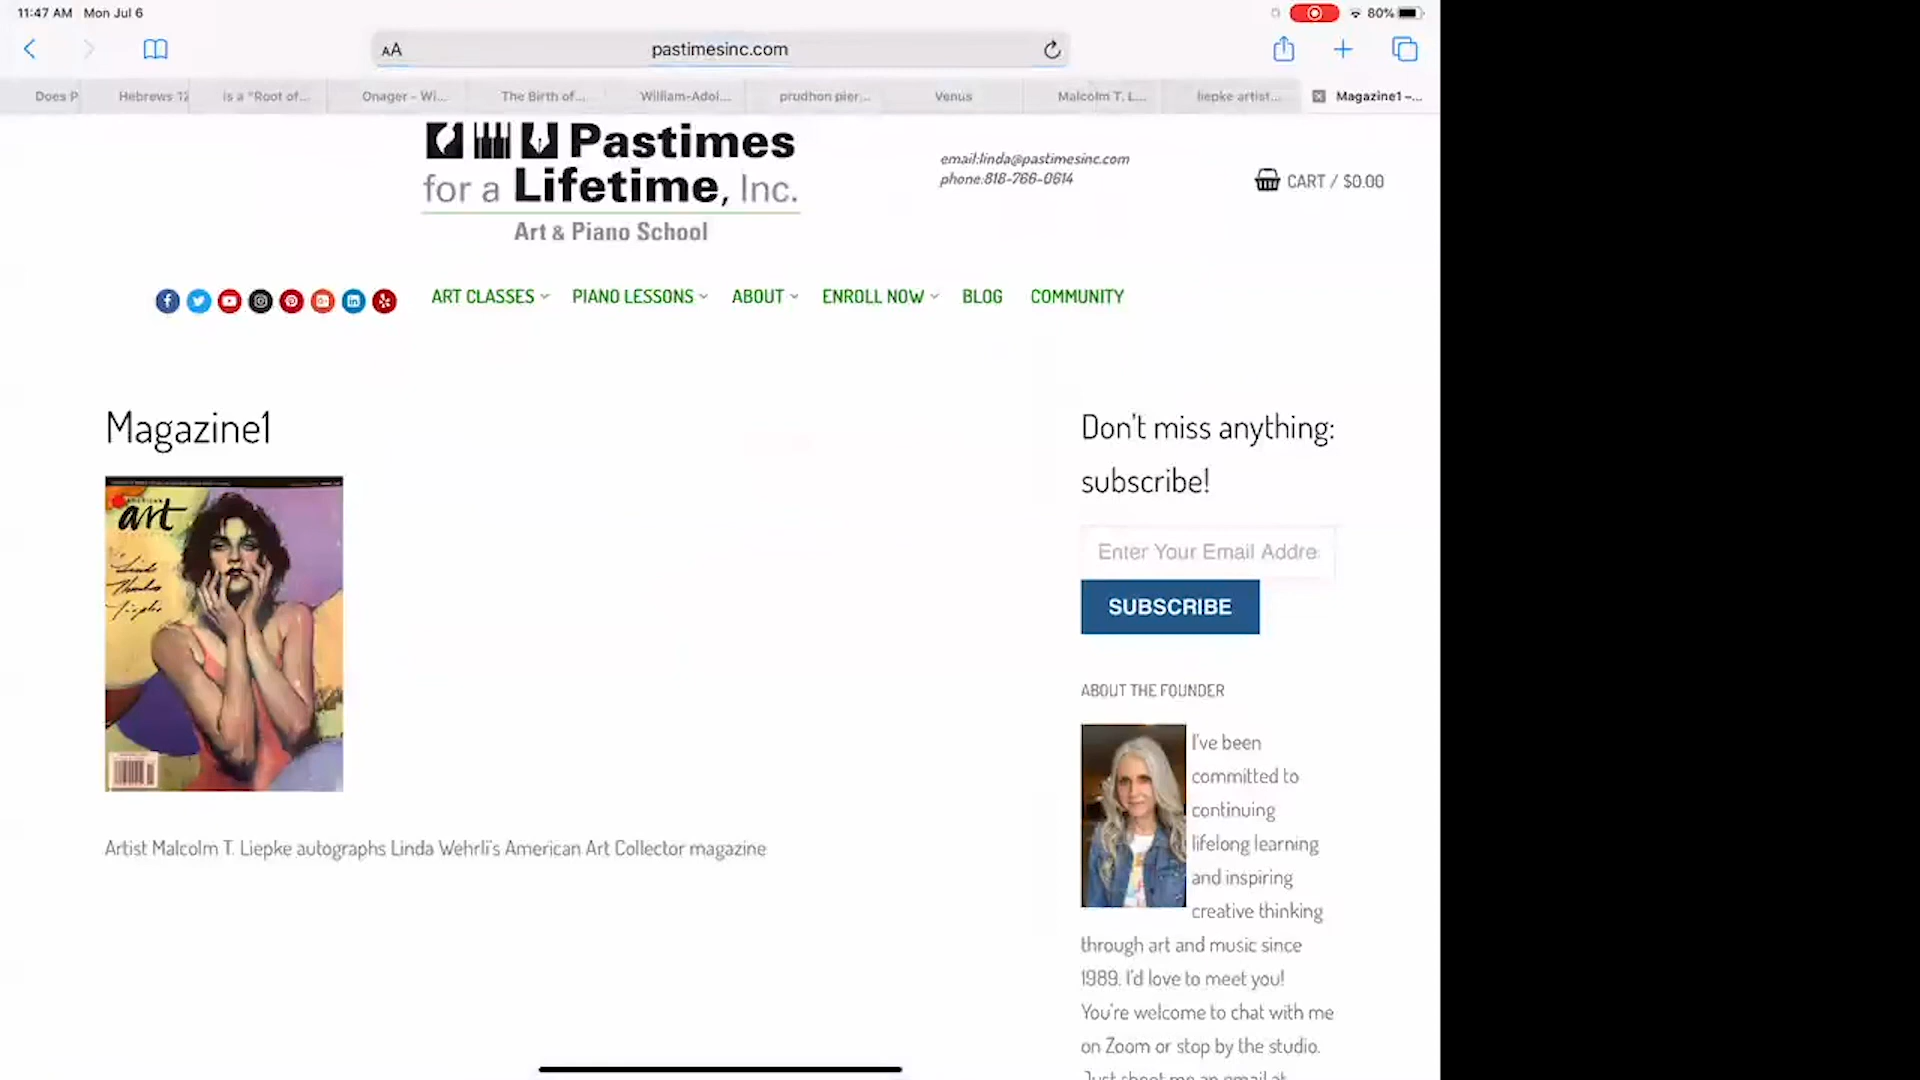 11:47 AM Mon Jul 6
80%
AA
pastimesinc.com
Does P
Hebrews 12
is a "Root of...
Onager – Wi...
The Birth of...
William-Adol...
prudhon pier...
Venus
Malcolm T. L...
liepke artist...
Magazine1 –...
Pastimes
for a Lifetime, Inc.
Art & Piano School
email:linda@pastimesinc.com
phone:818-766-0614
CART / $0.00
ART CLASSES
PIANO LESSONS
ABOUT
ENROLL NOW
BLOG
COMMUNITY
Magazine1
art
Artist Malcolm T. Liepke autographs Linda Wehrli's American Art Collector magazine
Don't miss anything:
subscribe!
Enter Your Email Addre
SUBSCRIBE
ABOUT THE FOUNDER
I've been
committed to
continuing
lifelong learning
and inspiring
creative thinking
through art and music since
1989. I'd love to meet you!
You're welcome to chat with me
on Zoom or stop by the studio.
Just shoot me an email at